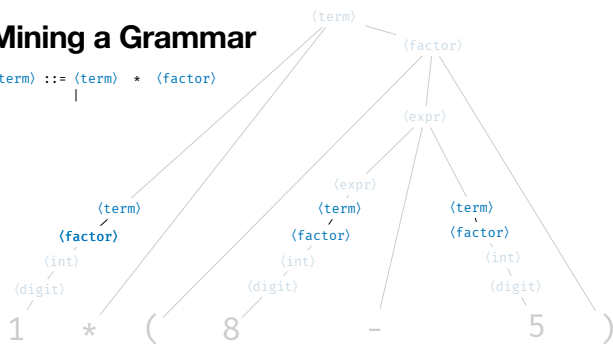 Mining a Grammar
⟨term⟩ ::= ⟨term⟩ * ⟨factor⟩
|
⟨term⟩
⟨factor⟩
⟨expr⟩
⟨expr⟩
⟨term⟩ ⟨term⟩ ⟨term⟩
⟨factor⟩ ⟨factor⟩ ⟨factor⟩
⟨int⟩ ⟨int⟩ ⟨int⟩
⟨digit⟩ ⟨digit⟩ ⟨digit⟩
1 * ( 8 - 5 )